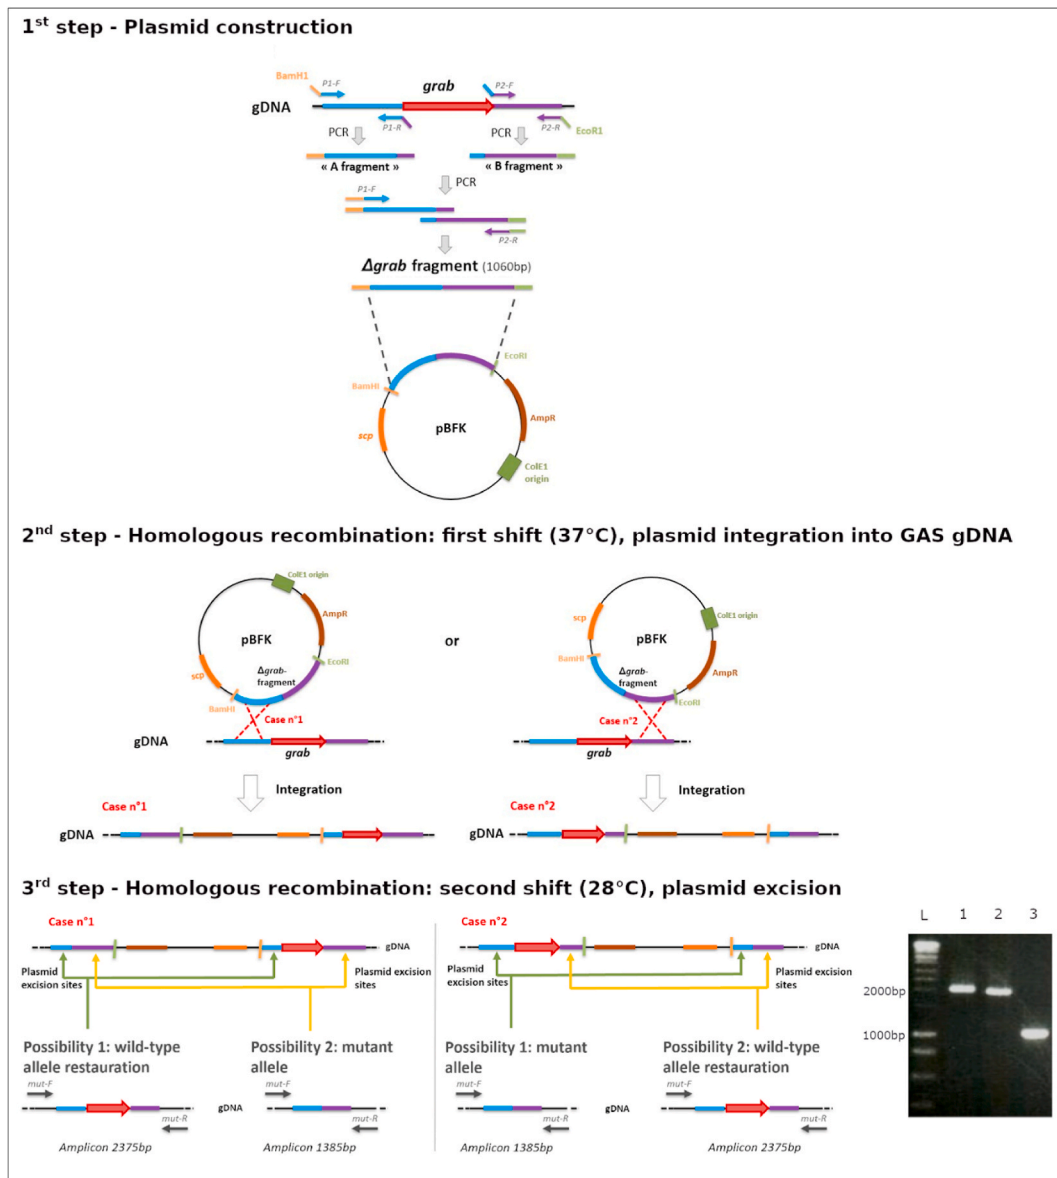 1st step - Plasmid construction
BamH1
P1-F
grab
P2-F
gDNA
P1-R
P2-R
EcoR1
PCR
PCR
« A fragment »
« B fragment »
PCR
P1-F
P2-R
Δgrab fragment (1060bp)
EcoRI
BamHI
AmpR
scp
pBFK
ColE1
origin
2nd step - Homologous recombination: first shift (37°C), plasmid integration into GAS gDNA
ColE1 origin
AmpR
pBFK
EcoRI
Δgrab-
fragment
scp
BamHI
Case n°1
gDNA
grab
or
scp
ColE1 origin
pBFK
BamHI
Δgrab-
fragment
AmpR
EcoRI
Case n°2
grab
Integration
Integration
Case n°1
gDNA
Case n°2
gDNA
3rd step - Homologous recombination: second shift (28°C), plasmid excision
Case n°1
gDNA
Plasmid
excision sites
Plasmid excision
sites
Possibility 1: wild-type
allele restauration
Possibility 2: mutant
allele
mut-F
mut-R
gDNA
mut-F
mut-R
Amplicon 2375bp
Amplicon 1385bp
Case n°2
gDNA
Plasmid
excision sites
Plasmid excision
sites
Possibility 1: mutant
allele
Possibility 2: wild-type
allele restauration
mut-F
mut-R
gDNA
mut-F
mut-R
Amplicon 1385bp
Amplicon 2375bp
L 1 2 3
2000bp
1000bp